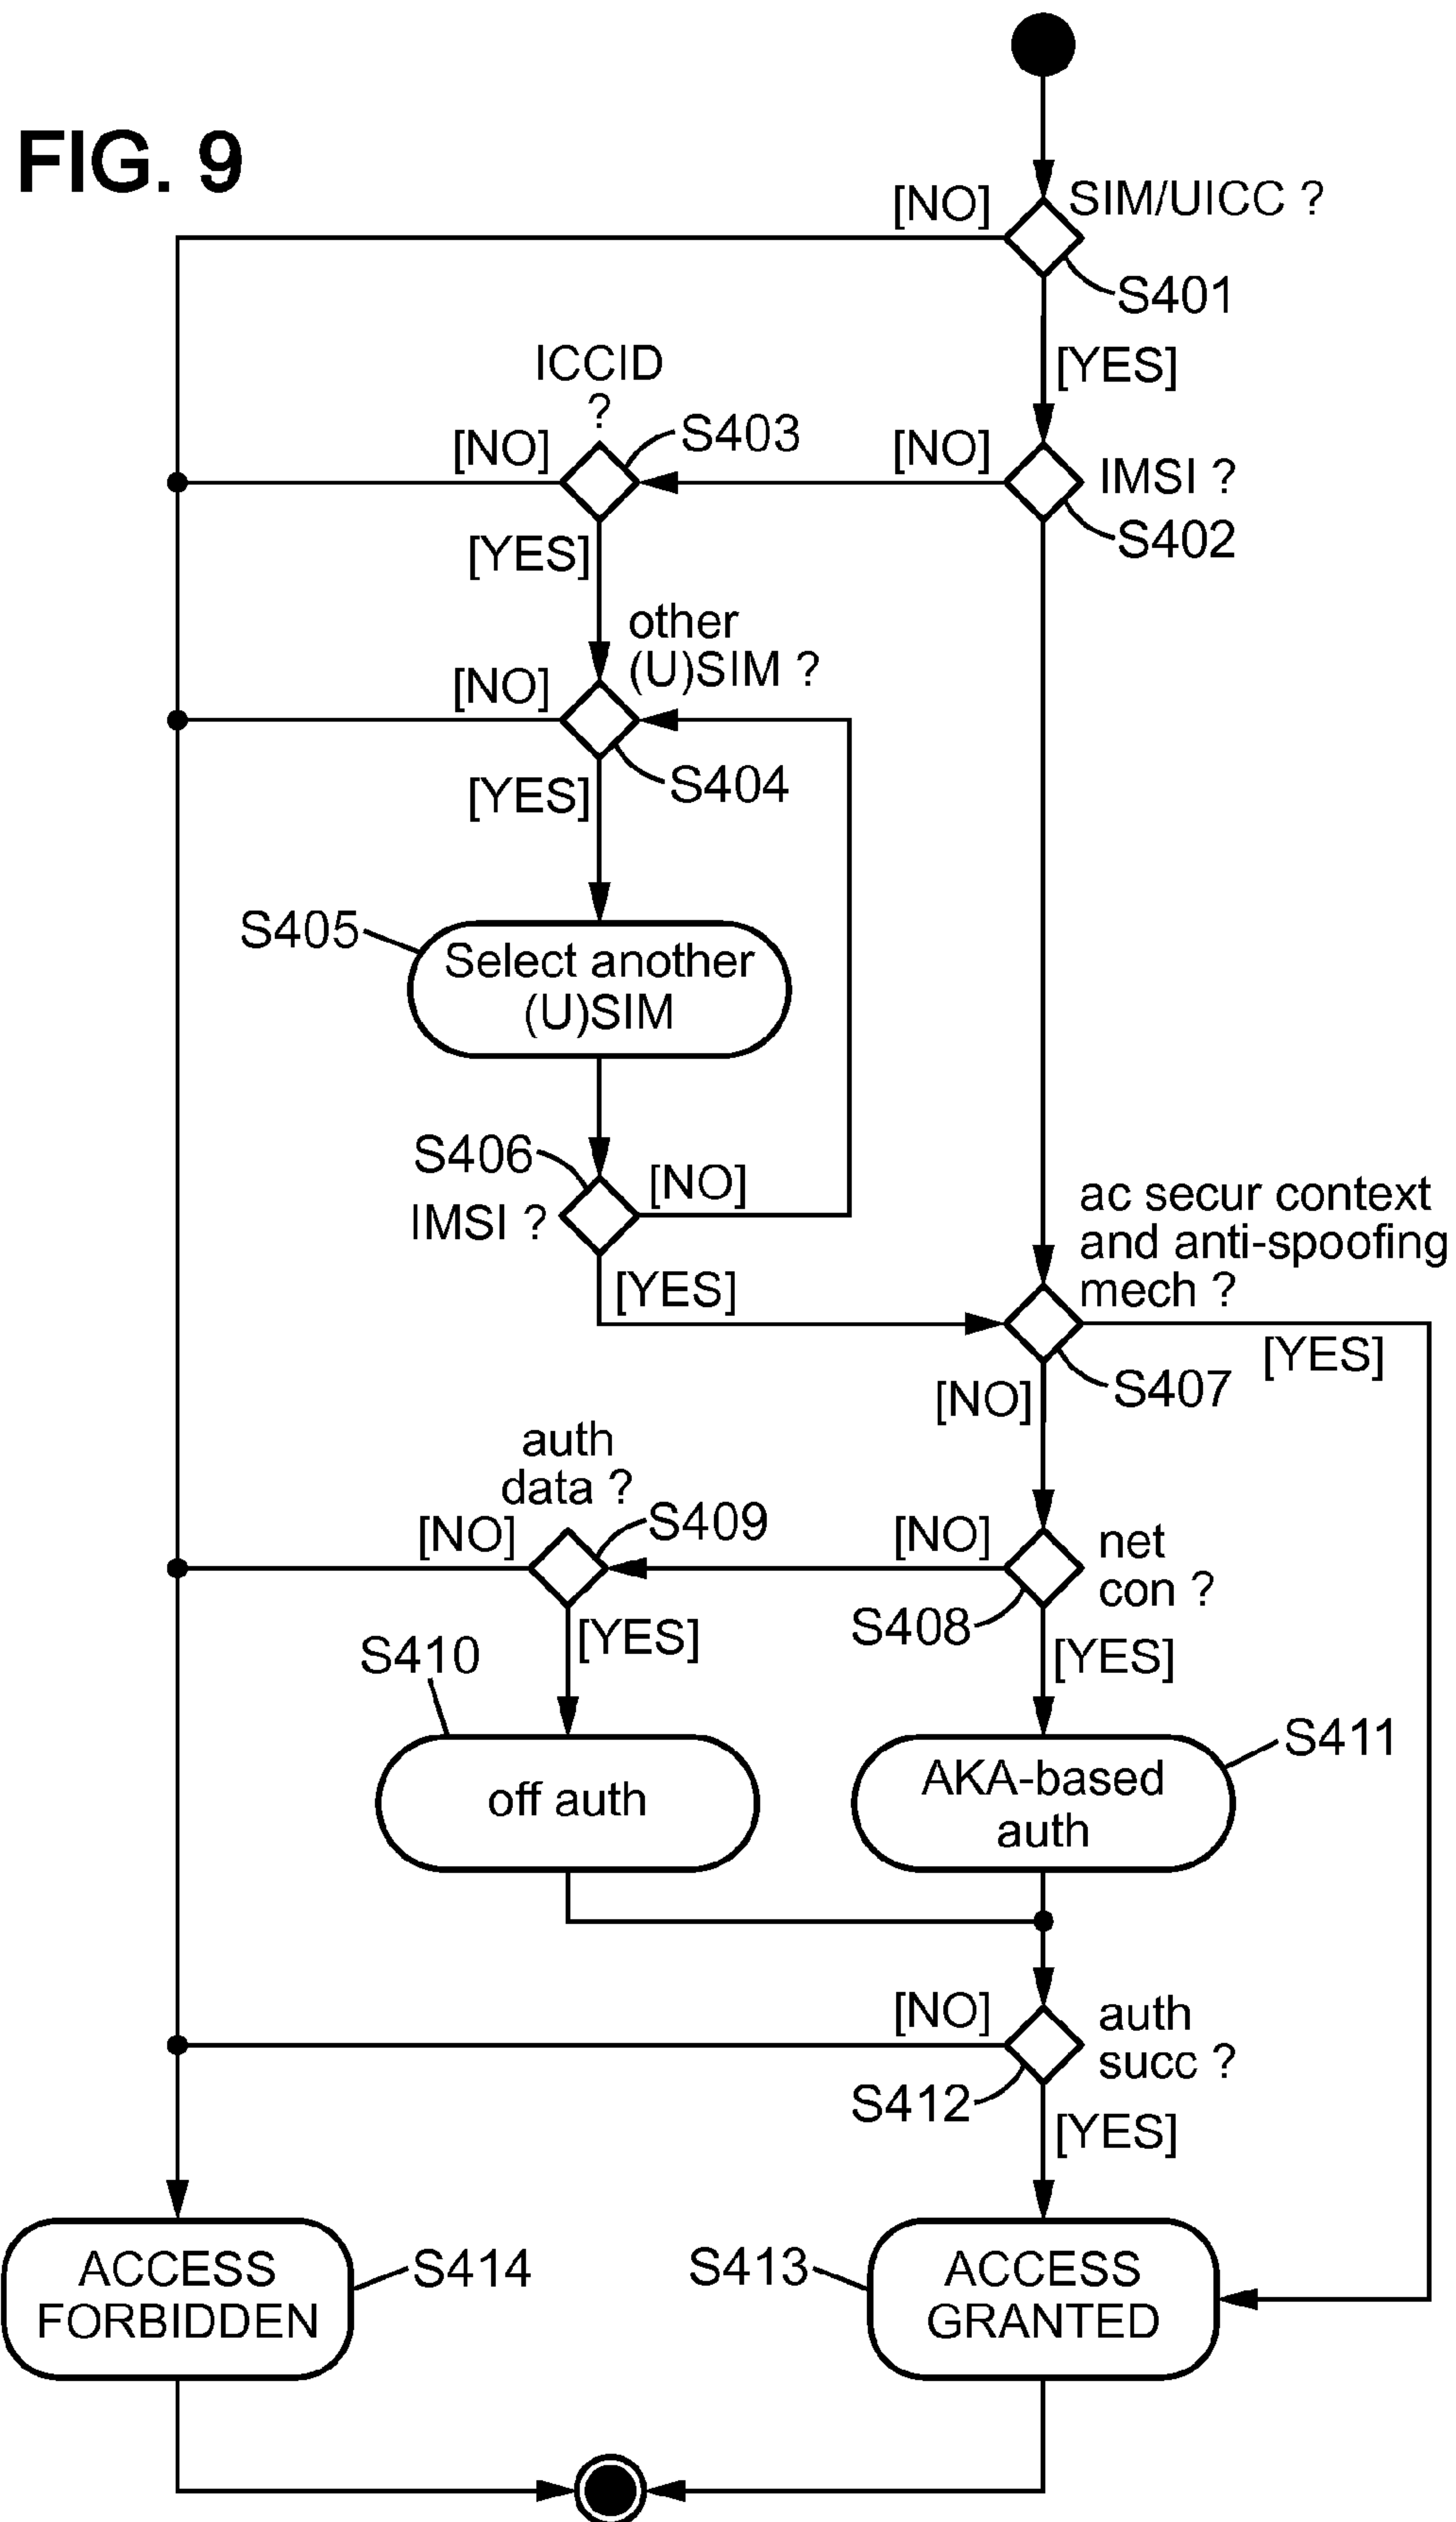 FIG. 9
[NO]
SIM/UICC ?
S401
[YES]
ICCID
?
[NO]
S403
[NO]
IMSI ?
S402
[YES]
other
(U)SIM ?
[NO]
S404
[YES]
S405
Select another
(U)SIM
S406
[NO]
IMSI ?
[YES]
ac secur context
and anti-spoofing
mech ?
[YES]
S407
[NO]
auth
data ?
[NO]
S409
[NO]
net
con ?
S408
[YES]
[YES]
S410
off auth
S411
AKA-based
auth
[NO]
auth
succ ?
S412
[YES]
ACCESS
FORBIDDEN
S414
S413
ACCESS
GRANTED